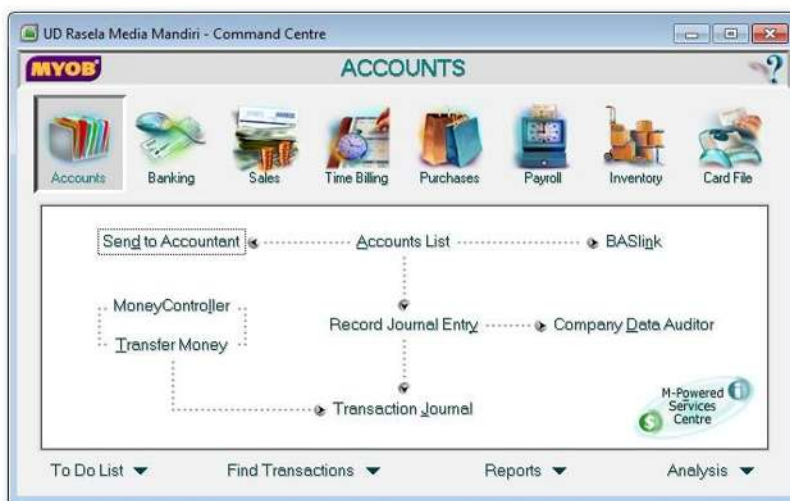 UD Rasela Media Mandiri - Command Centre
MYOB
ACCOUNTS
?
Accounts Banking Sales Time Billing Purchases Payroll Inventory Card File
Send to Accountant Accounts List BASlink
MoneyController
Record Journal Entry Company Data Auditor
Transfer Money
Transaction Journal
M-Powered
Services
Centre
To Do List Find Transactions Reports Analysis